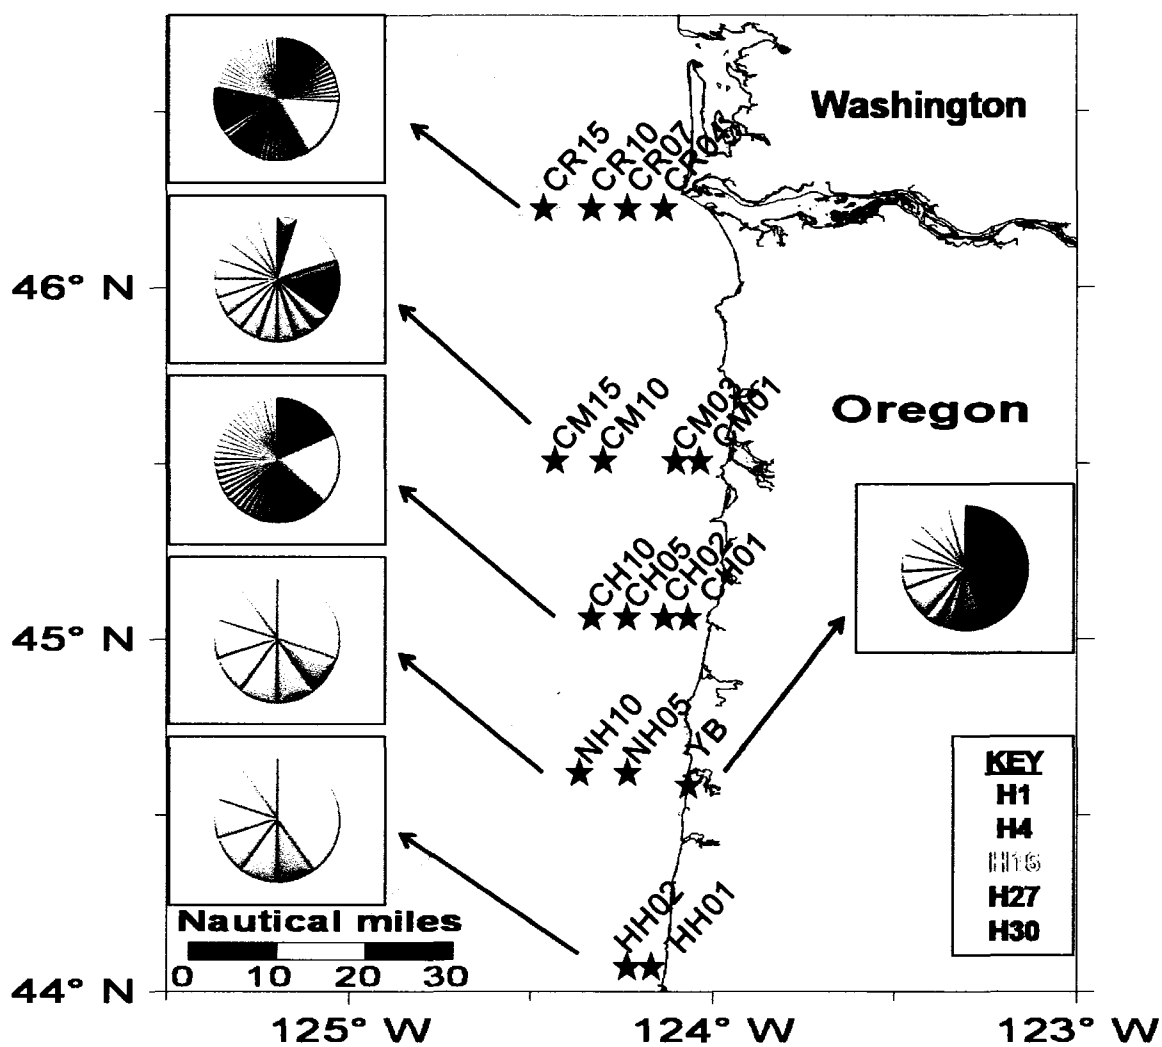 Washington
CR15 CR10 CR07 CR04
46° N
CM15 CM10 CM03 CM01
Oregon
CH10 CH05 CH02 CH01
45° N
NH10 NH05 YB
KEY
H1
H4
H16
H27
H30
HH02 HH01
Nautical miles
0 10 20 30
44° N
125° W 124° W 123° W